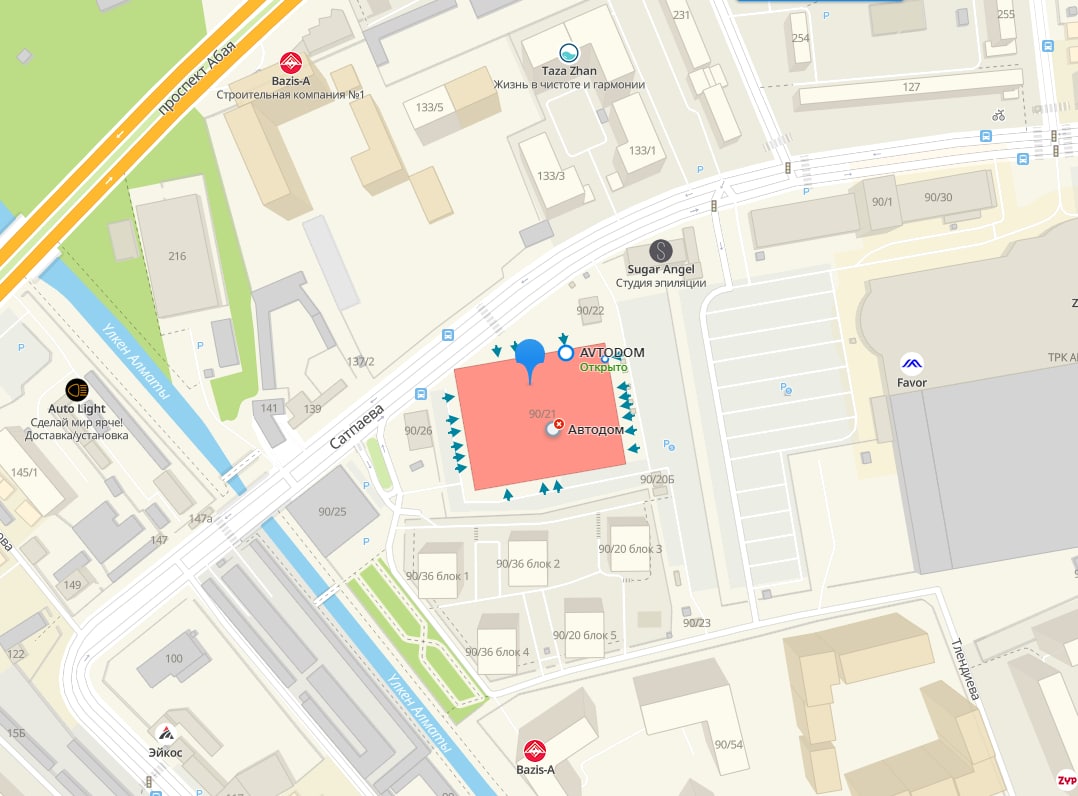 231
P
254
255
проспект Абая
Bazis-A
Строительная компания №1
Taza Zhan
Жизнь в чистоте и гармонии
127
133/5
133/1
133/3
P
P
90/1
90/30
216
Sugar Angel
Студия эпиляции
90/22
ТРК А
P
P
Улкен Алматы
137/2
AVTODOM
Открыто
Favor
Auto Light
Сделай мир ярче!
Доставка/установка
141
139
Сатпаева
90/21
Автодом
90/26
P
P
145/1
P
90/20Б
90/25
147а
147
P
149
90/36 блок 1
90/36 блок 2
90/20 блок 3
90/23
90/20 блок 5
90/36 блок 4
122
100
Тлендиева
Улкен Алматы
15Б
Эйкос
Bazis-A
90/54
ZYP